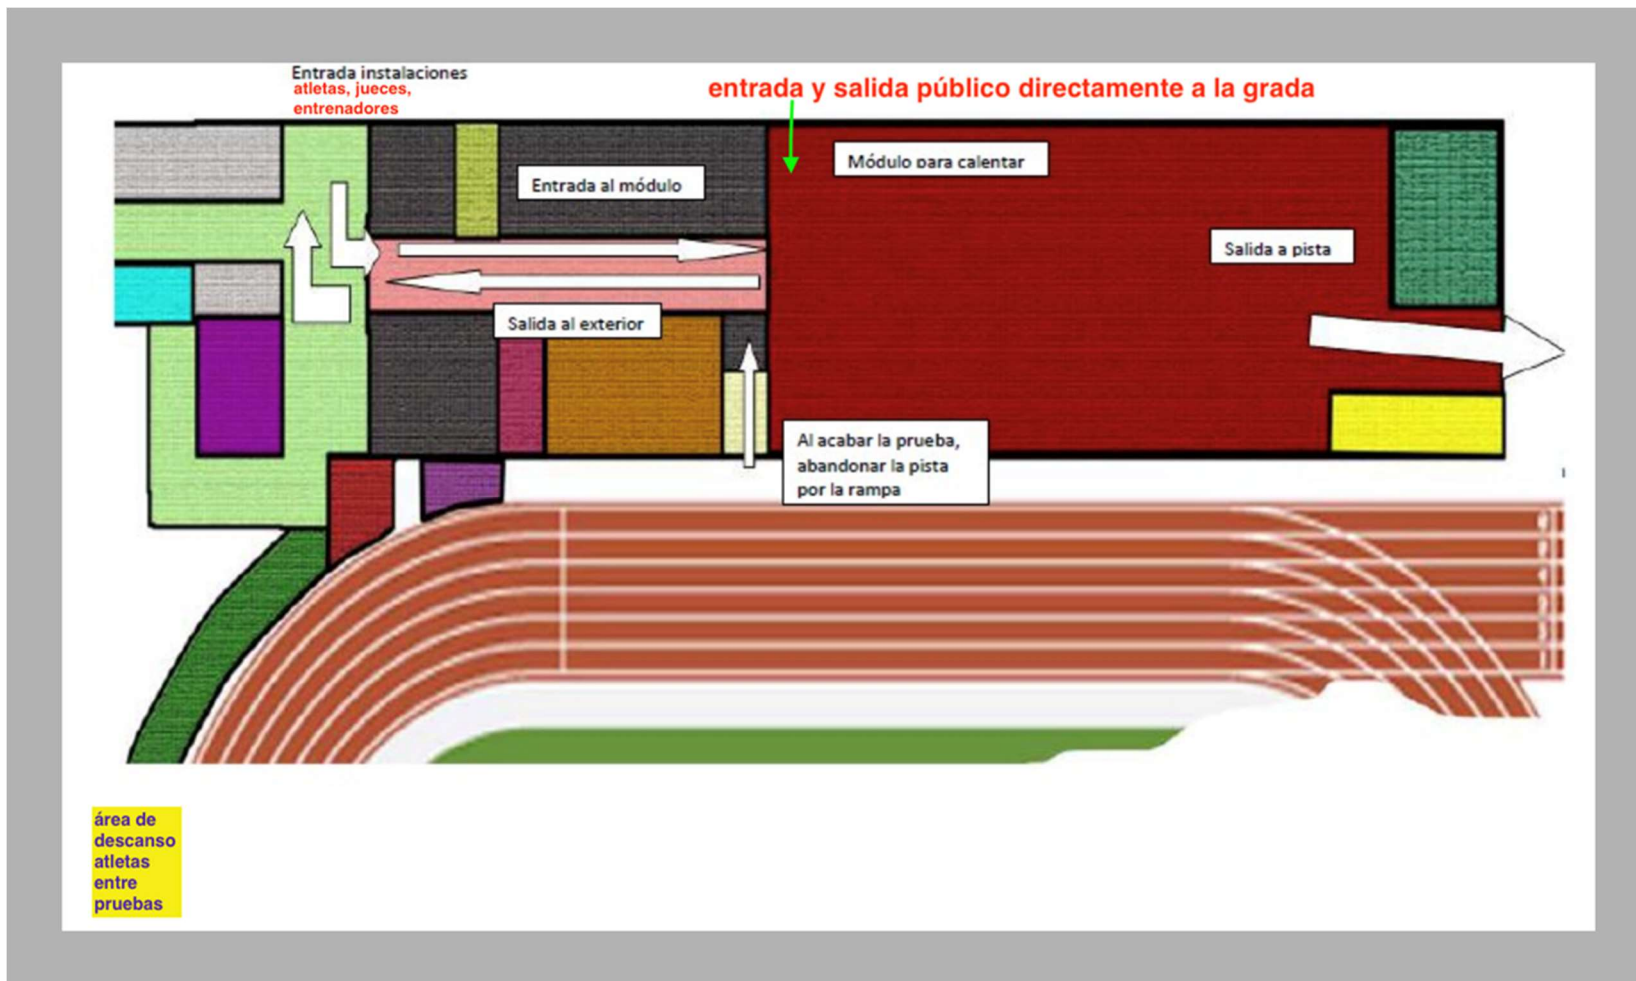 Entrada instalaciones
atletas, jueces,
entrenadores
entrada y salida público directamente a la grada
Módulo para calentar
Entrada al módulo
Salida a pista
Salida al exterior
Al acabar la prueba,
abandonar la pista
por la rampa
área de
descanso
atletas
entre
pruebas